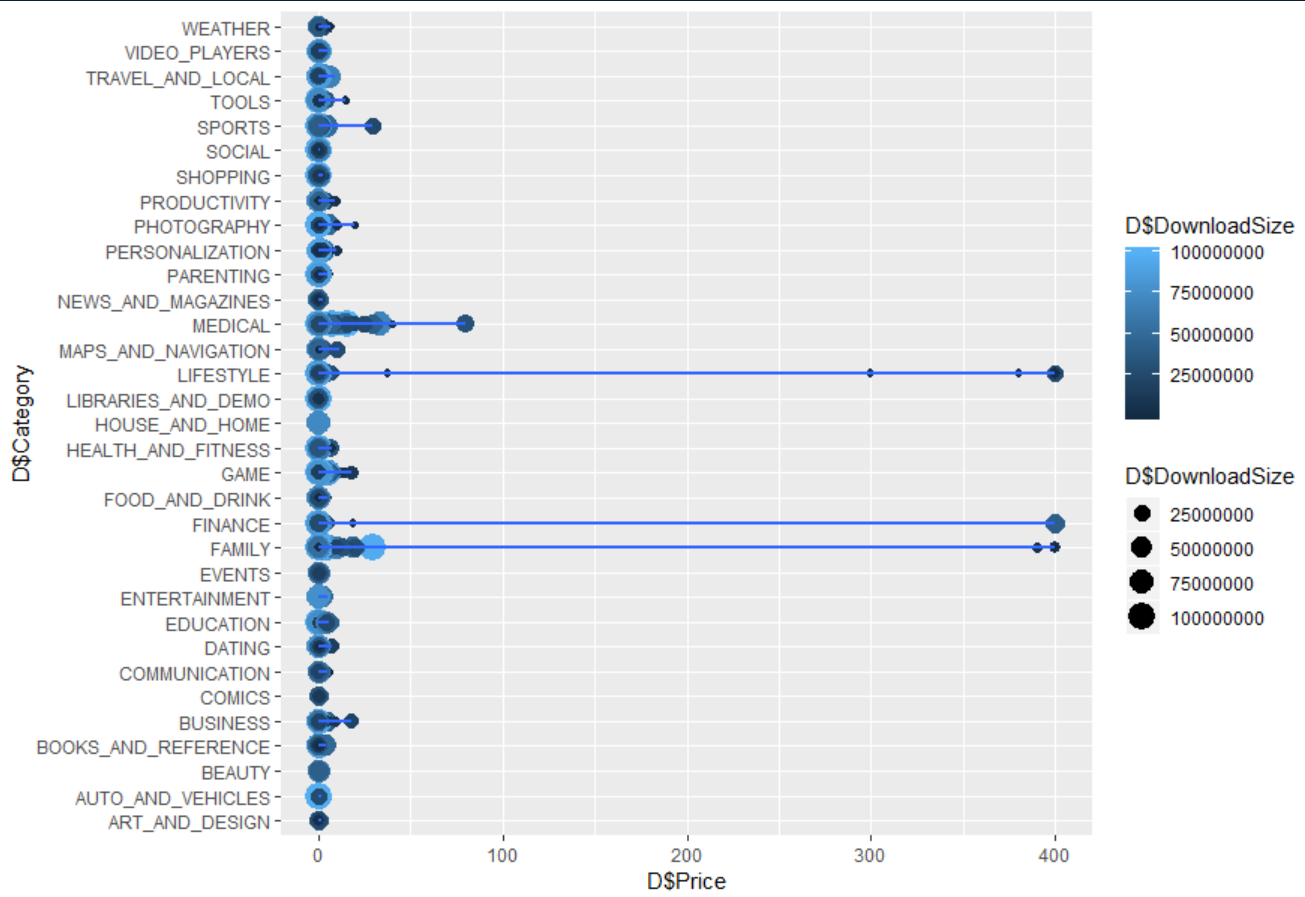 WEATHER
VIDEO_PLAYERS
TRAVEL_AND_LOCAL
TOOLS
SPORTS
SOCIAL
SHOPPING
PRODUCTIVITY
PHOTOGRAPHY
PERSONALIZATION
PARENTING
NEWS_AND_MAGAZINES
MEDICAL
MAPS_AND_NAVIGATION
LIFESTYLE
LIBRARIES_AND_DEMO
HOUSE_AND_HOME
HEALTH_AND_FITNESS
GAME
FOOD_AND_DRINK
FINANCE
FAMILY
EVENTS
ENTERTAINMENT
EDUCATION
DATING
COMMUNICATION
COMICS
BUSINESS
BOOKS_AND_REFERENCE
BEAUTY
AUTO_AND_VEHICLES
ART_AND_DESIGN
D$Category
0 100 200 300 400
D$Price
D$DownloadSize
100000000
75000000
50000000
25000000
D$DownloadSize
25000000
50000000
75000000
100000000